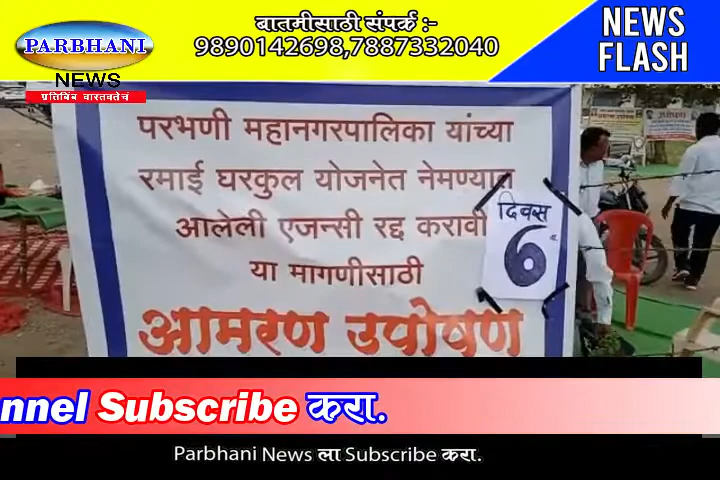 बातमीसाठी संपर्क :-
9890142698,7887332040
NEWS
FLASH
PARBHANI
NEWS
प्रतिबिंब वास्तवतेचं
परभणी महानगरपालिका यांच्या
रमाई घरकुल योजनेत नेमण्यात
आलेली एजन्सी रद्द करावी
या मागणीसाठी
आमरण उपोषण
दिवस
6
nnel Subscribe करा.
Parbhani News ला Subscribe करा.